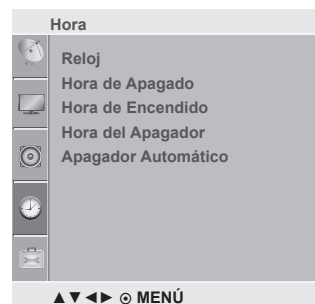 Hora
Reloj
Hora de Apagado
Hora de Encendido
Hora del Apagador
Apagador Automático
▲▼◄► ⊙ MENÚ